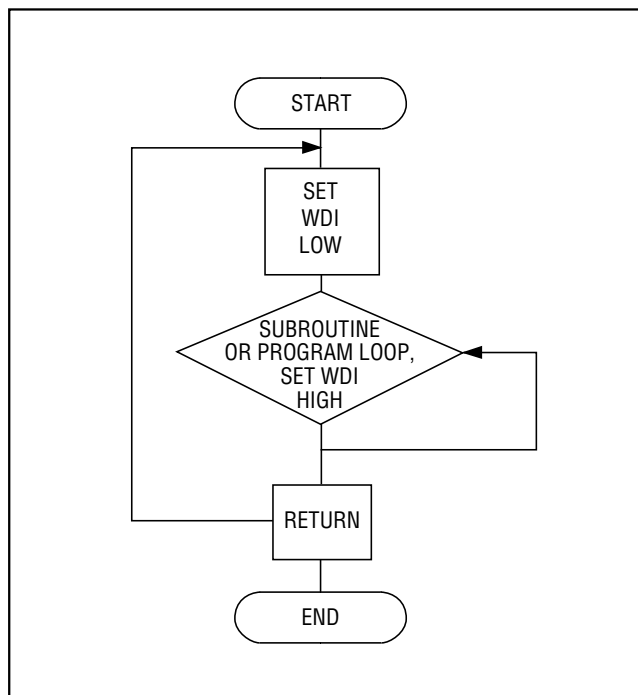 START
SET
WDI
LOW
SUBROUTINE
OR PROGRAM LOOP,
SET WDI
HIGH
RETURN
END